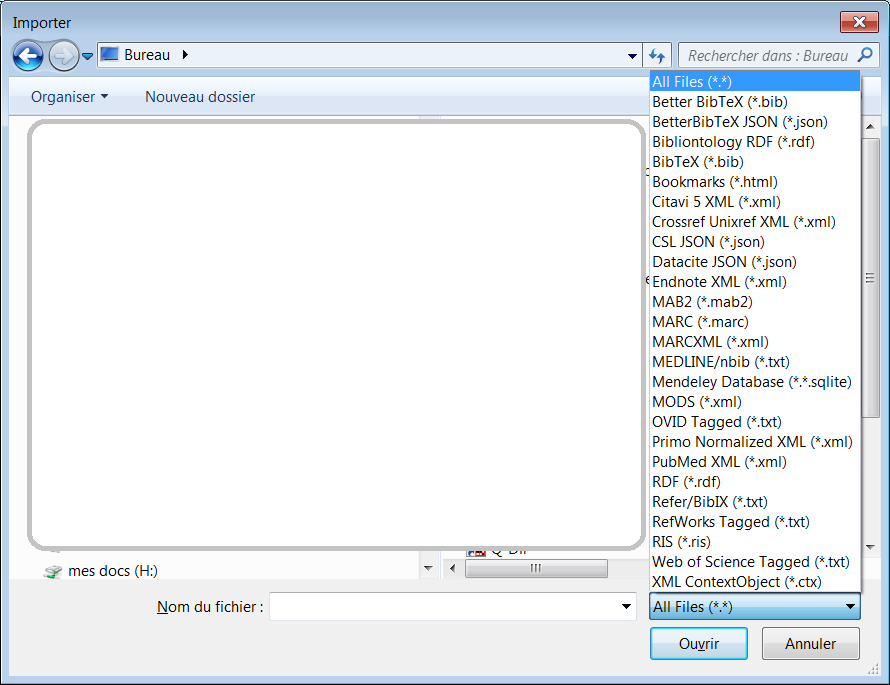 Importer
Bureau
Rechercher dans : Bureau
Organiser
Nouveau dossier
All Files (*.*)
Better BibTeX (*.bib)
BetterBibTeX JSON (*.json)
Bibliontology RDF (*.rdf)
BibTeX (*.bib)
Bookmarks (*.html)
Citavi 5 XML (*.xml)
Crossref Unixref XML (*.xml)
CSL JSON (*.json)
Datacite JSON (*.json)
Endnote XML (*.xml)
MAB2 (*.mab2)
MARC (*.marc)
MARCXML (*.xml)
MEDLINE/nbib (*.txt)
Mendeley Database (*.*.sqlite)
MODS (*.xml)
OVID Tagged (*.txt)
Primo Normalized XML (*.xml)
PubMed XML (*.xml)
RDF (*.rdf)
Refer/BibIX (*.txt)
RefWorks Tagged (*.txt)
RIS (*.ris)
Web of Science Tagged (*.txt)
XML ContextObject (*.ctx)
mes docs (H:)
Nom du fichier :
All Files (*.*)
Ouvrir
Annuler